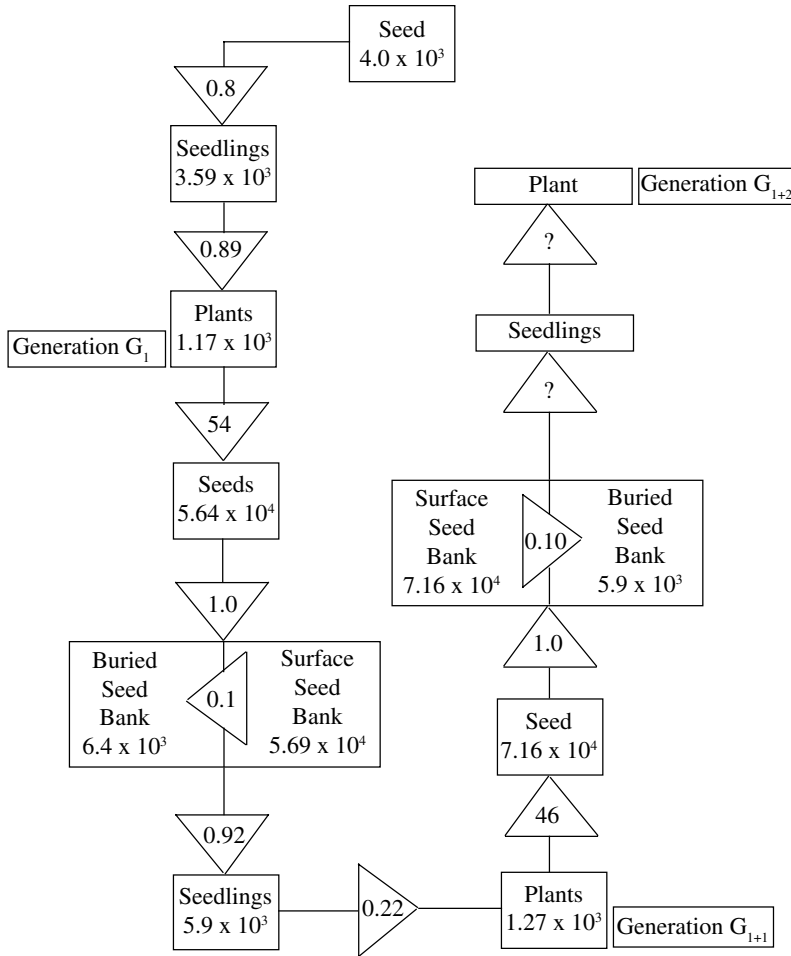 Seed
4.0 x 10³
0.8
Seedlings
3.59 x 10³
0.89
Plants
1.17 x 10³
Generation G₁
54
Seeds
5.64 x 10⁴
1.0
Buried
Seed
Bank
6.4 x 10³
0.1
Surface
Seed
Bank
5.69 x 10⁴
0.92
Seedlings
5.9 x 10³
0.22
Plants
1.27 x 10³
Generation G₁₊₁
46
Seed
7.16 x 10⁴
1.0
Surface
Seed
Bank
7.16 x 10⁴
0.10
Buried
Seed
Bank
5.9 x 10³
?
Seedlings
?
Plant
Generation G₁₊₂